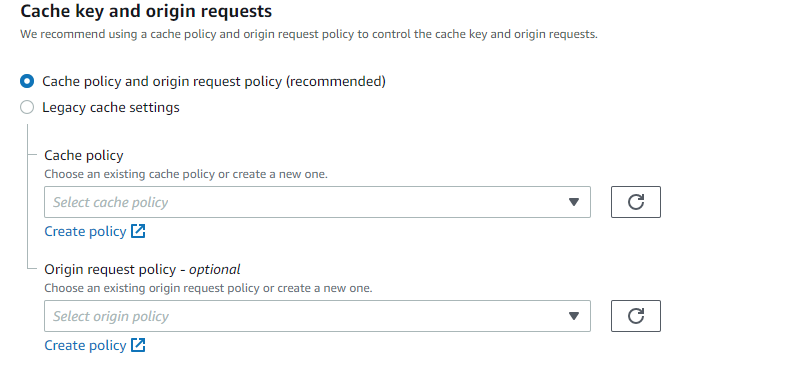 Cache key and origin requests
We recommend using a cache policy and origin request policy to control the cache key and origin requests.
Cache policy and origin request policy (recommended)
Legacy cache settings
Cache policy
Choose an existing cache policy or create a new one.
Select cache policy
Create policy
Origin request policy - optional
Choose an existing origin request policy or create a new one.
Select origin policy
Create policy